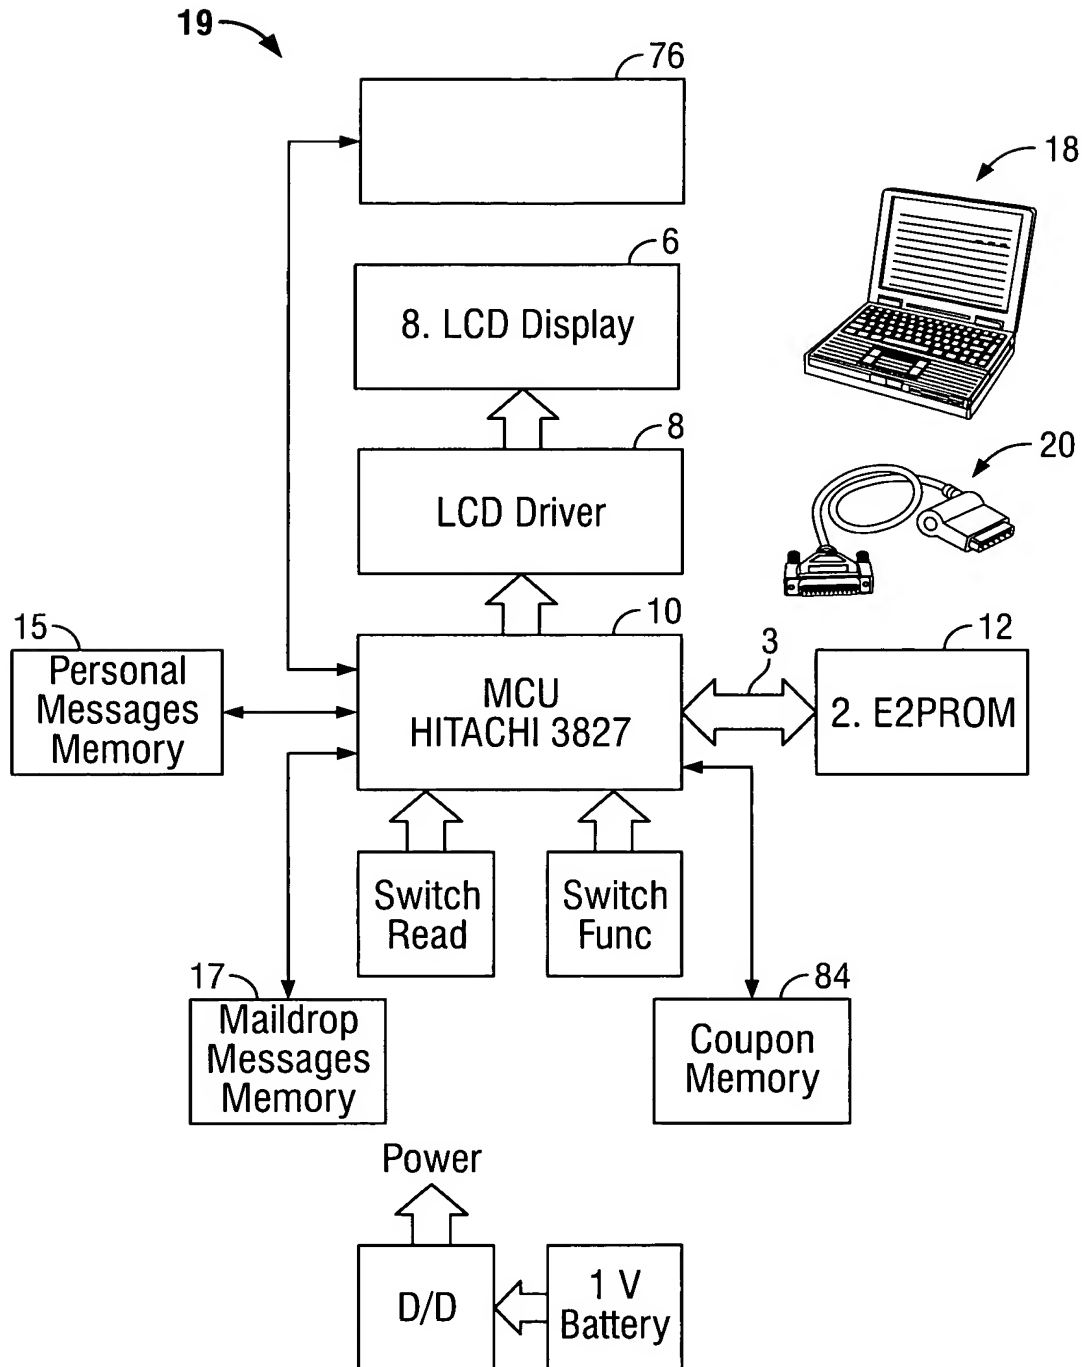 19
76
18
6
8. LCD Display
8
20
LCD Driver
15
10
3
12
Personal
Messages
Memory
MCU
HITACHI 3827
2. E2PROM
Switch
Read
Switch
Func
17
84
Maildrop
Messages
Memory
Coupon
Memory
Power
D/D
1 V
Battery